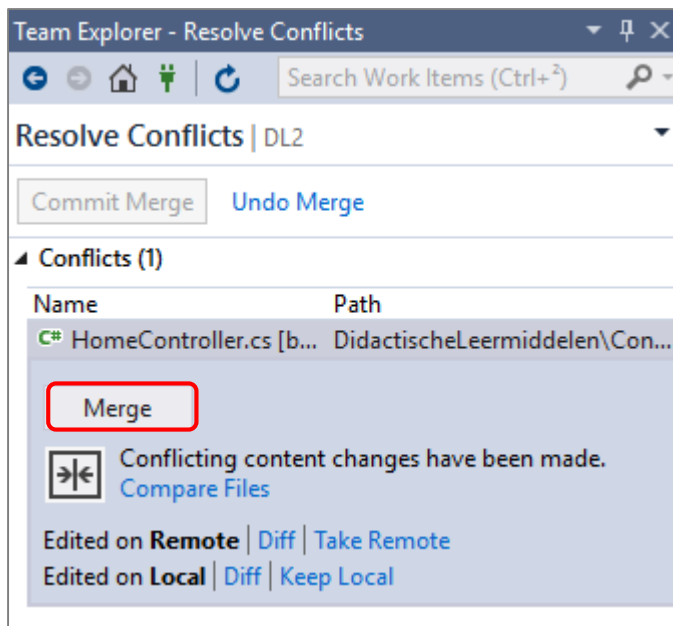 Team Explorer - Resolve Conflicts
Search Work Items (Ctrl+²)
Resolve Conflicts | DL2
Commit Merge Undo Merge
Conflicts (1)
Name Path
C# HomeController.cs [b... DidactischeLeermiddelen\Con...
Merge
Conflicting content changes have been made.
Compare Files
Edited on Remote | Diff | Take Remote
Edited on Local | Diff | Keep Local